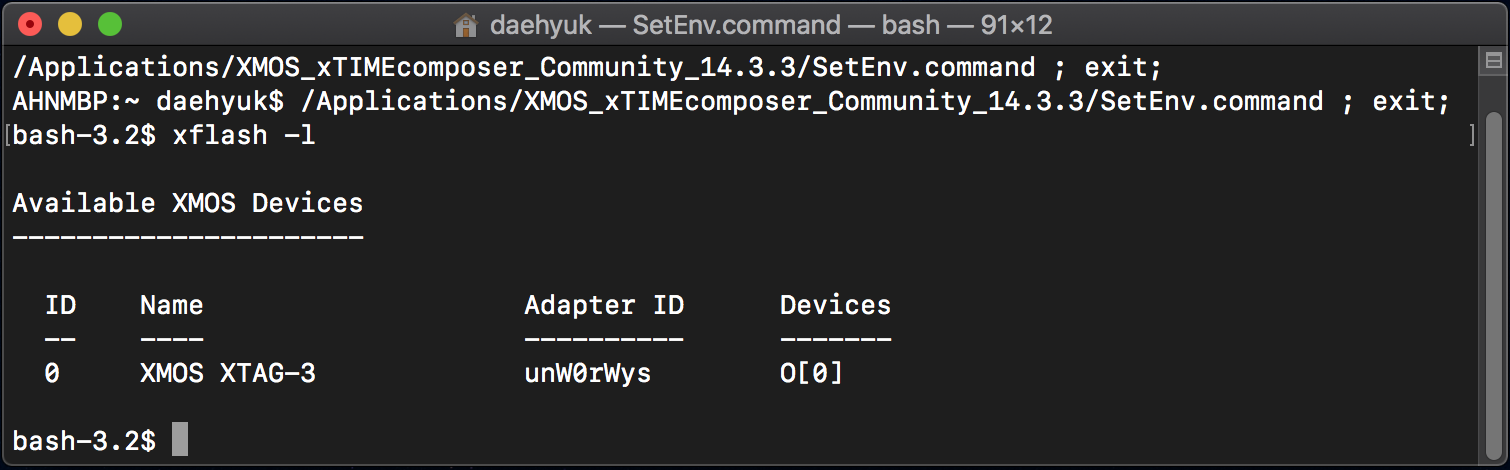 daehyuk — SetEnv.command — bash — 91×12
/Applications/XMOS_xTIMEcomposer_Community_14.3.3/SetEnv.command ; exit;
AHNMBP:~ daehyuk$ /Applications/XMOS_xTIMEcomposer_Community_14.3.3/SetEnv.command ; exit;
[bash-3.2$ xflash -l ]
Available XMOS Devices
----------------------
ID Name Adapter ID Devices
-- ---- ---------- -------
0 XMOS XTAG-3 unW0rWys O[0]
bash-3.2$